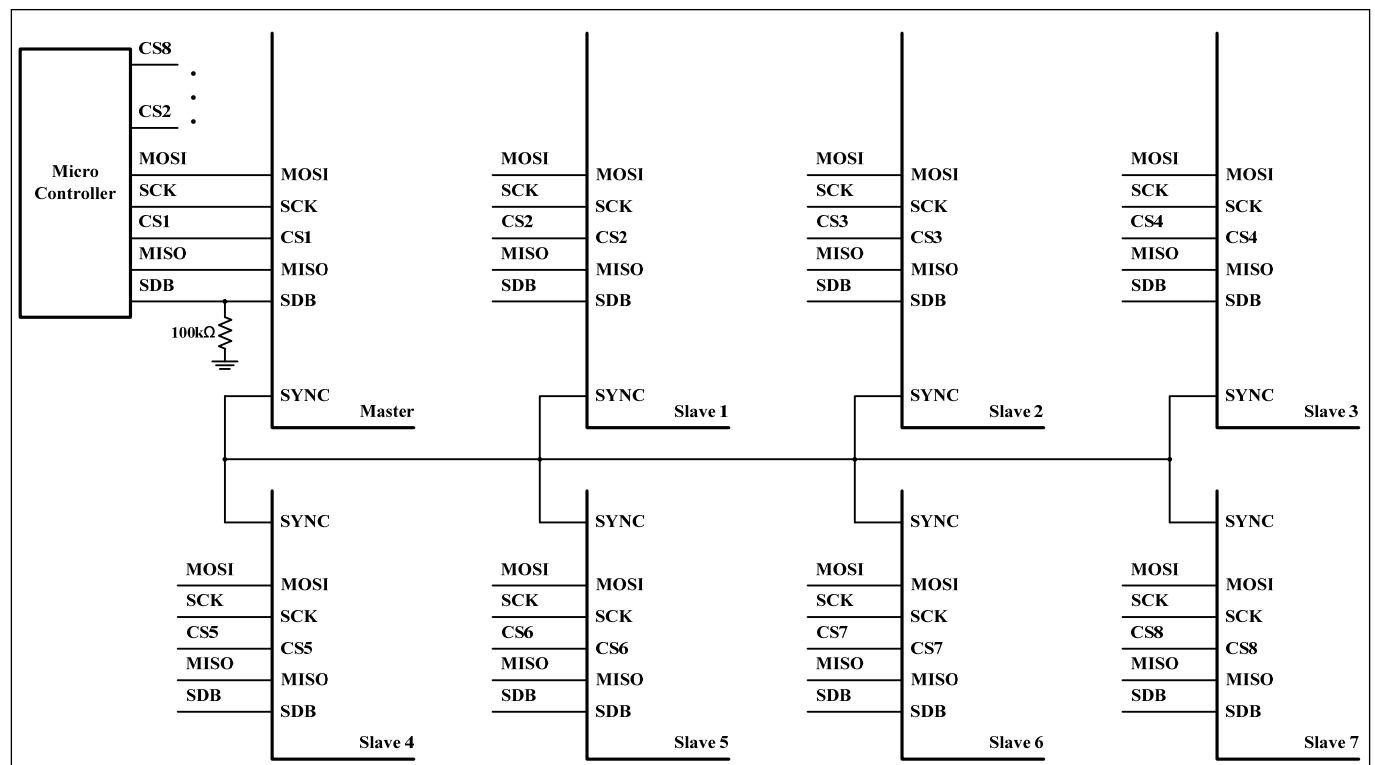 CS8
CS2
Micro
Controller
MOSI
SCK
CS1
MISO
SDB
100kΩ
MOSI
SCK
CS1
MISO
SDB
SYNC
Master
MOSI
SCK
CS2
MISO
SDB
MOSI
SCK
CS2
MISO
SDB
SYNC
Slave 1
MOSI
SCK
CS3
MISO
SDB
MOSI
SCK
CS3
MISO
SDB
SYNC
Slave 2
MOSI
SCK
CS4
MISO
SDB
MOSI
SCK
CS4
MISO
SDB
SYNC
Slave 3
SYNC
MOSI
SCK
CS5
MISO
SDB
MOSI
SCK
CS5
MISO
SDB
Slave 4
SYNC
MOSI
SCK
CS6
MISO
SDB
MOSI
SCK
CS6
MISO
SDB
Slave 5
SYNC
MOSI
SCK
CS7
MISO
SDB
MOSI
SCK
CS7
MISO
SDB
Slave 6
SYNC
MOSI
SCK
CS8
MISO
SDB
MOSI
SCK
CS8
MISO
SDB
Slave 7